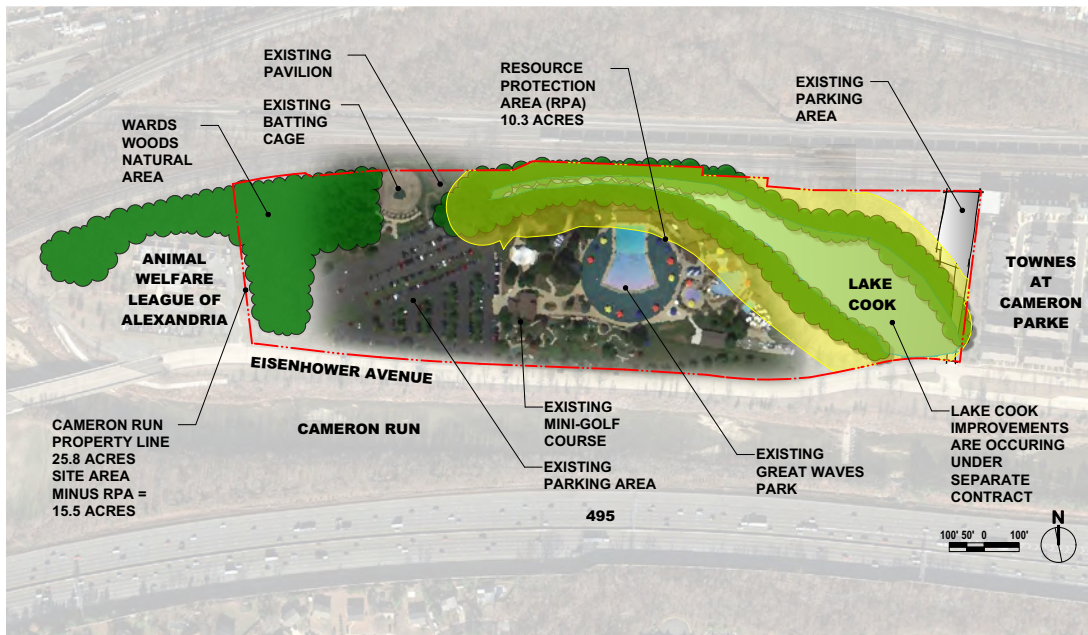 EXISTING
PAVILION
EXISTING
BATTING
CAGE
WARDS
WOODS
NATURAL
AREA
RESOURCE
PROTECTION
AREA (RPA)
10.3 ACRES
EXISTING
PARKING
AREA
ANIMAL
WELFARE
LEAGUE OF
ALEXANDRIA
LAKE
COOK
TOWNES
AT
CAMERON
PARKE
EISENHOWER AVENUE
CAMERON RUN
PROPERTY LINE
25.8 ACRES
SITE AREA
MINUS RPA =
15.5 ACRES
CAMERON RUN
EXISTING
MINI-GOLF
COURSE
EXISTING
PARKING AREA
EXISTING
GREAT WAVES
PARK
LAKE COOK
IMPROVEMENTS
ARE OCCURING
UNDER
SEPARATE
CONTRACT
495
100' 50' 0 100'
N